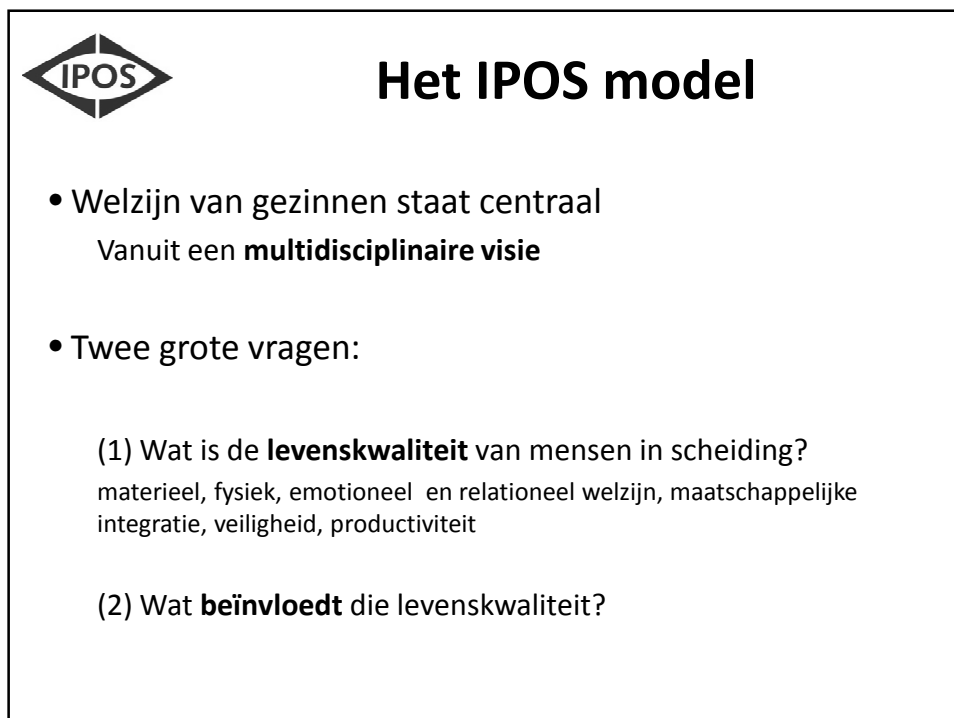 IPOS
Het IPOS model
• Welzijn van gezinnen staat centraal
Vanuit een multidisciplinaire visie
• Twee grote vragen:
(1) Wat is de levenskwaliteit van mensen in scheiding?
materieel, fysiek, emotioneel en relationeel welzijn, maatschappelijke
integratie, veiligheid, productiviteit
(2) Wat beïnvloedt die levenskwaliteit?